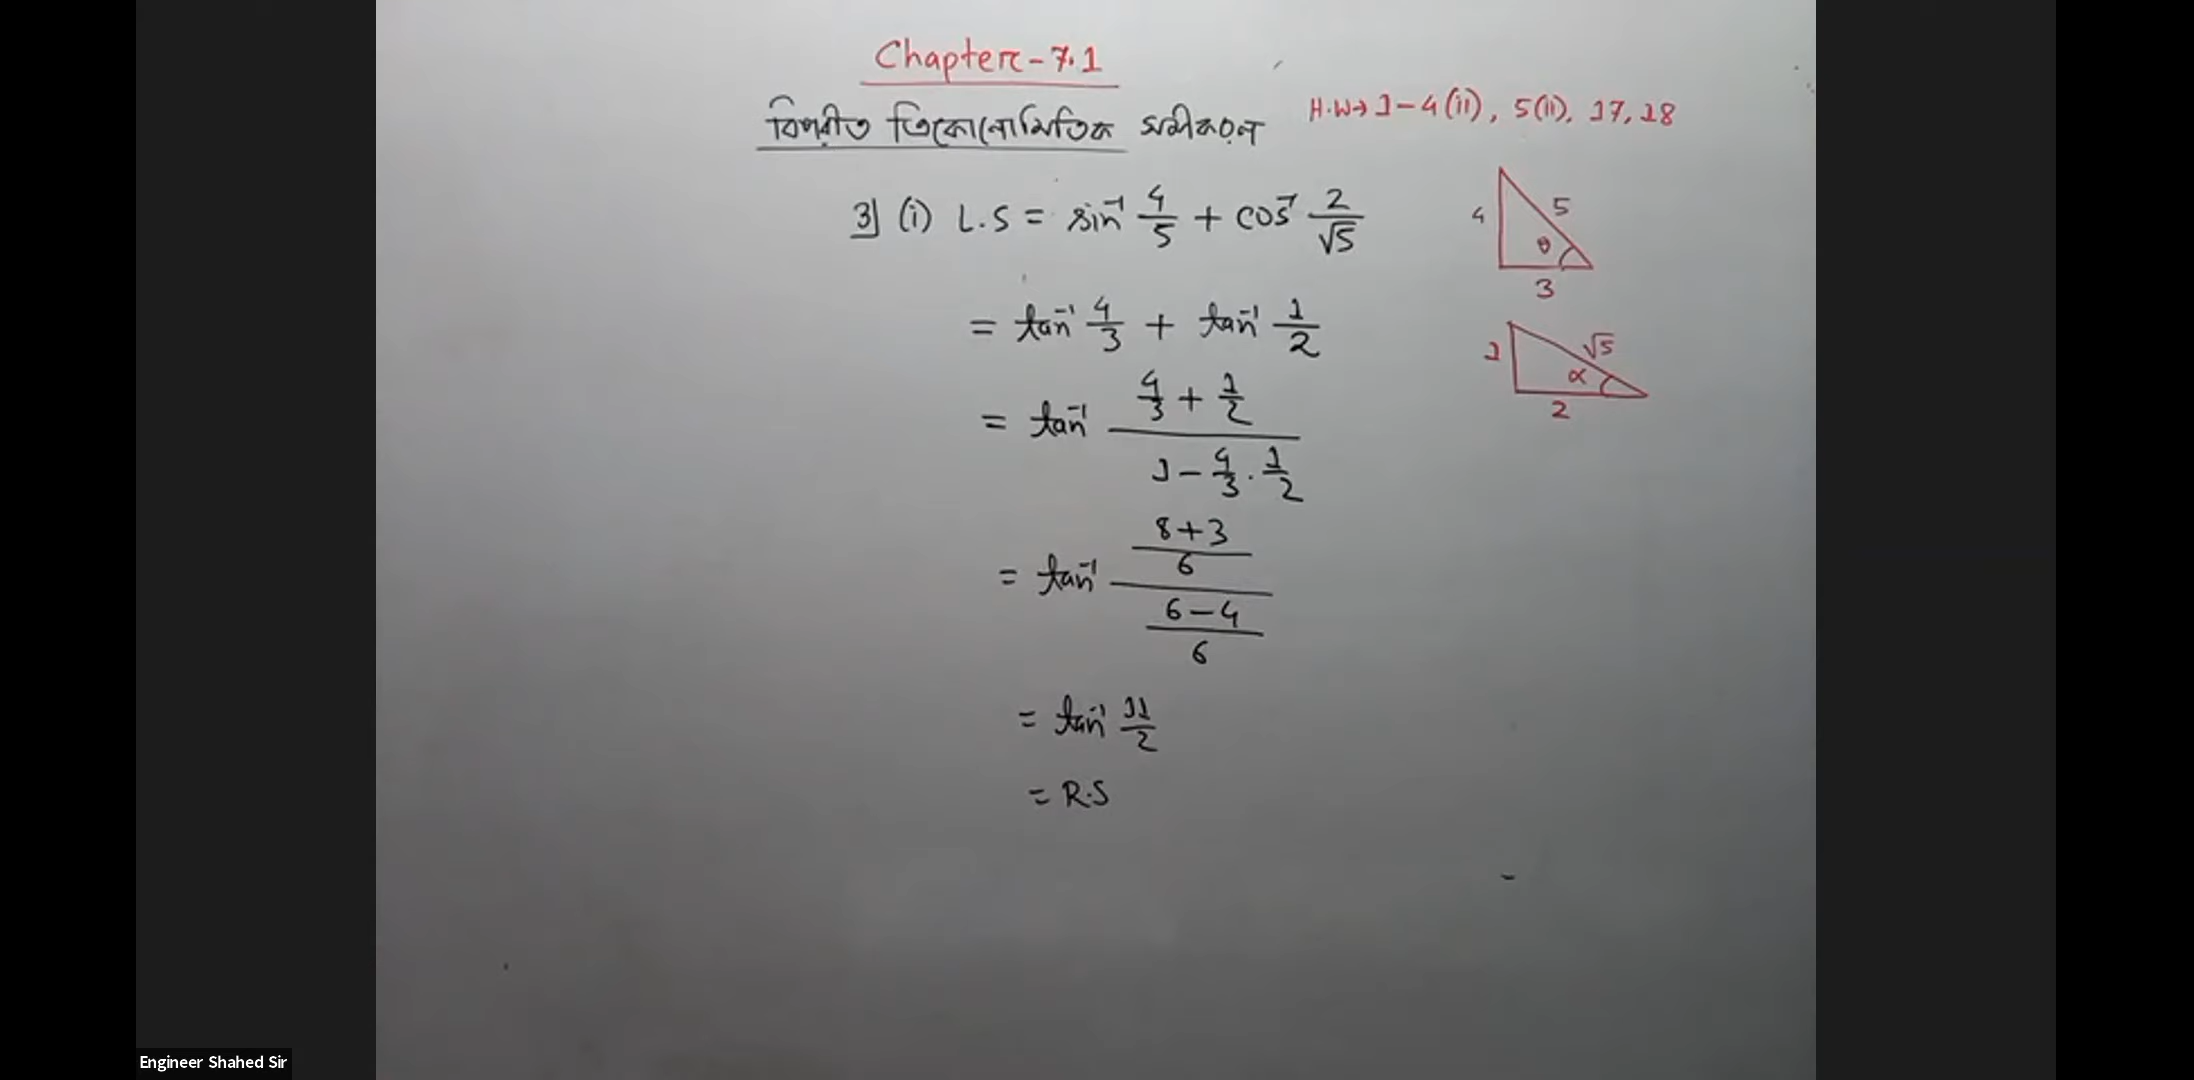 Chapter-7.1
বিপরীত ত্রিকোনোমিতিক সমীকরণ
H.W→ 1-4(ii), 5(ii), 17, 18
3] (i) L.S = sin⁻¹ 4/5 + cos⁻¹ 2/√5
4 5 θ 3
= tan⁻¹ 4/3 + tan⁻¹ 1/2
1 √5 α 2
= tan⁻¹ (4/3 + 1/2)/(1 - 4/3 · 1/2)
= tan⁻¹ ((8+3)/6)/((6-4)/6)
= tan⁻¹ 11/2
= R.S
Engineer Shahed Sir